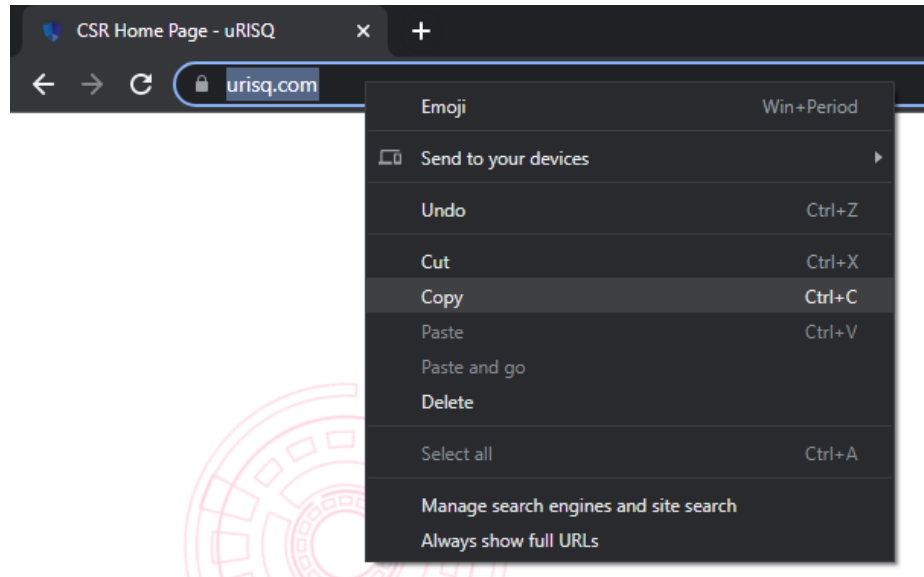 CSR Home Page - uRISQ
urisq.com
Emoji Win+Period
Send to your devices
Undo Ctrl+Z
Cut Ctrl+X
Copy Ctrl+C
Paste Ctrl+V
Paste and go
Delete
Select all Ctrl+A
Manage search engines and site search
Always show full URLs